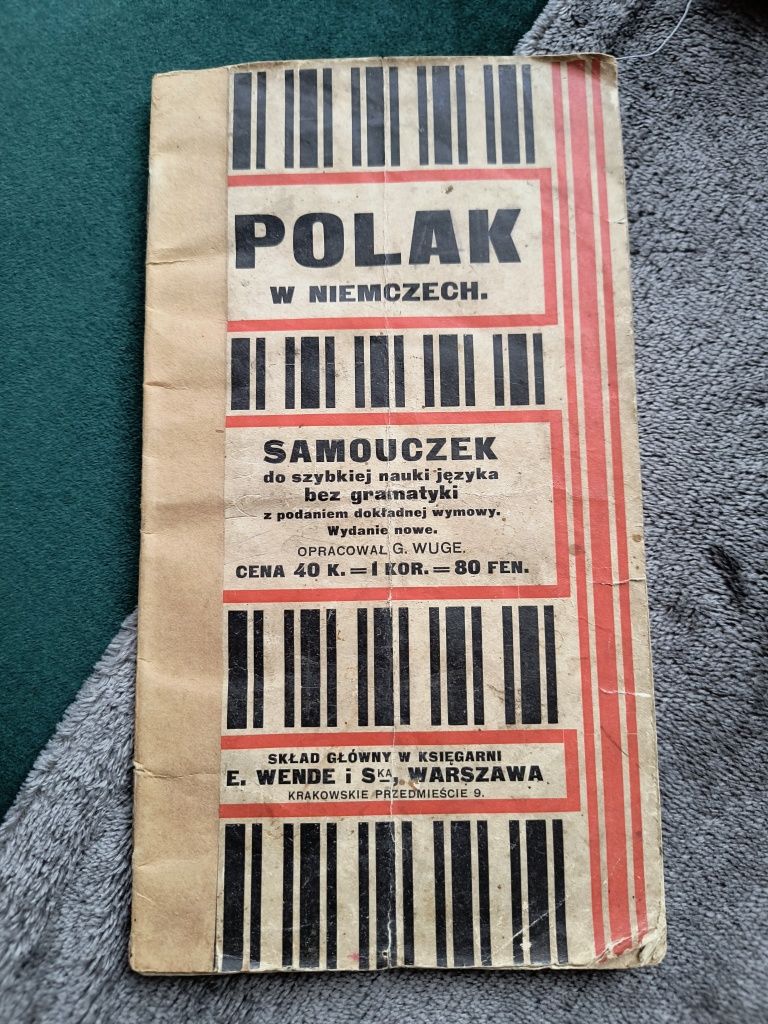 POLAK
W NIEMCZECH.
SAMOUCZEK
do szybkiej nauki języka
bez gramatyki
z podaniem dokładnej wymowy.
Wydanie nowe.
OPRACOWAŁ G. WUGE.
CENA 40 K. = 1 KOR. = 80 FEN.
SKŁAD GŁÓWNY W KSIĘGARNI
E. WENDE i SKA, WARSZAWA
KRAKOWSKIE PRZEDMIEŚCIE 9.